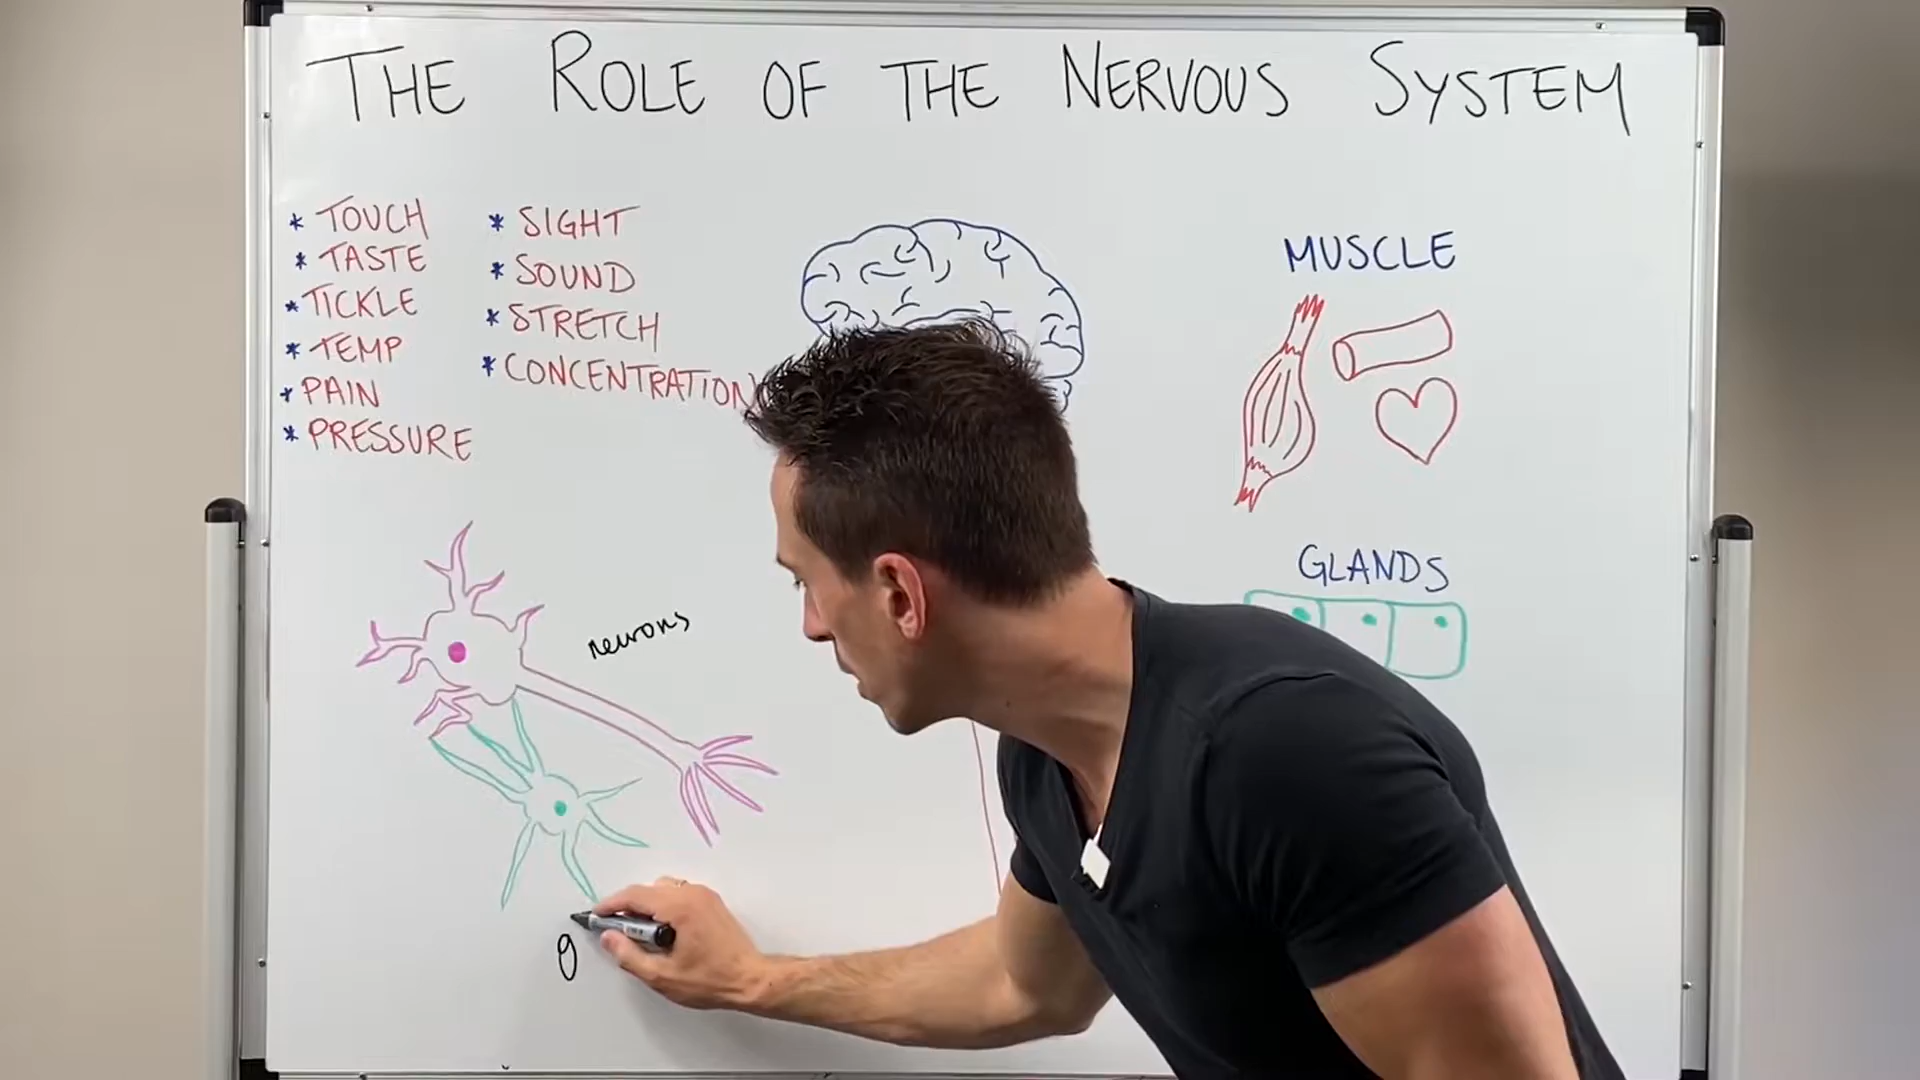 THE ROLE OF THE NERVOUS SYSTEM
* TOUCH
* TASTE
* TICKLE
* TEMP
* PAIN
* PRESSURE
* SIGHT
* SOUND
* STRETCH
* CONCENTRATION
MUSCLE
GLANDS
neurons
g